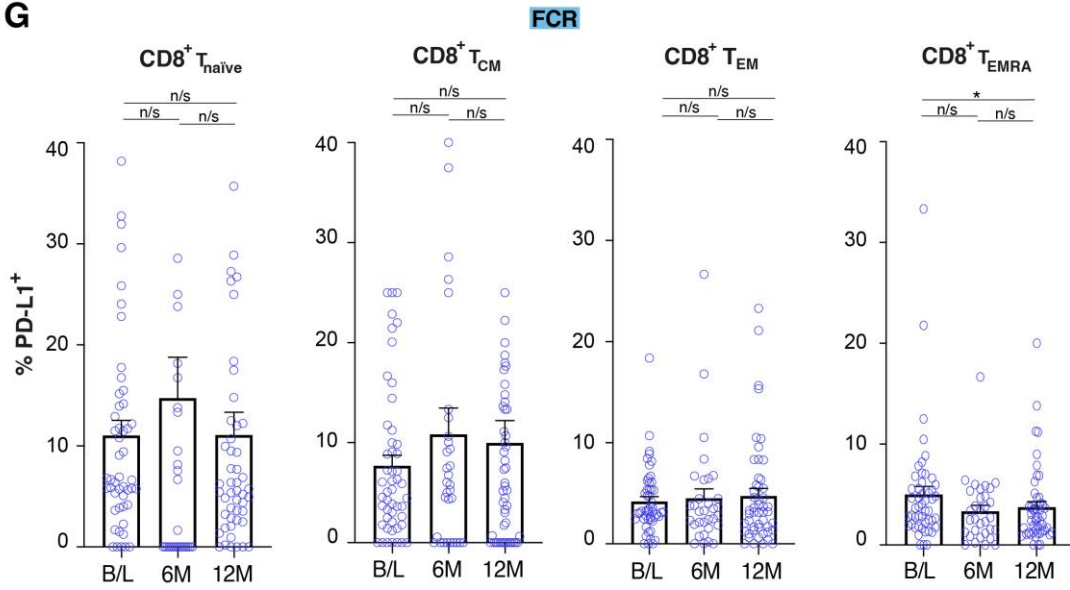 G
FCR
CD8+ Tnaïve
n/s
n/s n/s
CD8+ TCM
n/s
n/s n/s
CD8+ TEM
n/s
n/s n/s
CD8+ TEMRA
*
n/s n/s
% PD-L1+
40
30
20
10
0
B/L 6M 12M
40
30
20
10
0
B/L 6M 12M
40
30
20
10
0
B/L 6M 12M
40
30
20
10
0
B/L 6M 12M